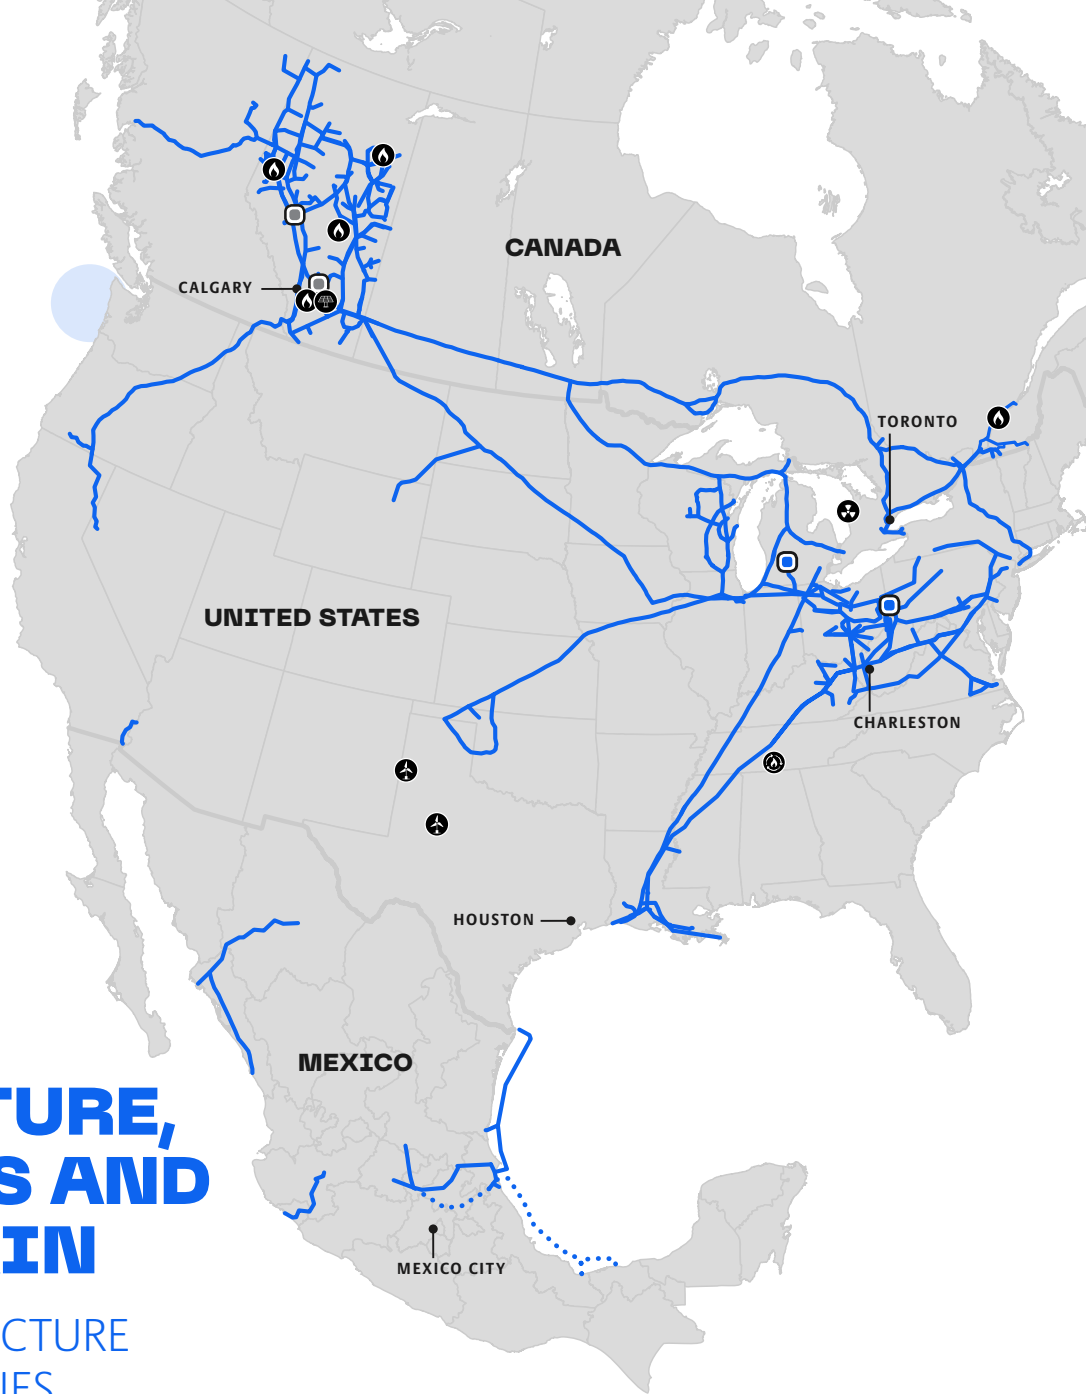 CANADA
CALGARY
TORONTO
UNITED STATES
CHARLESTON
HOUSTON
MEXICO
TURE,
S AND
IN
MEXICO CITY
CTURE